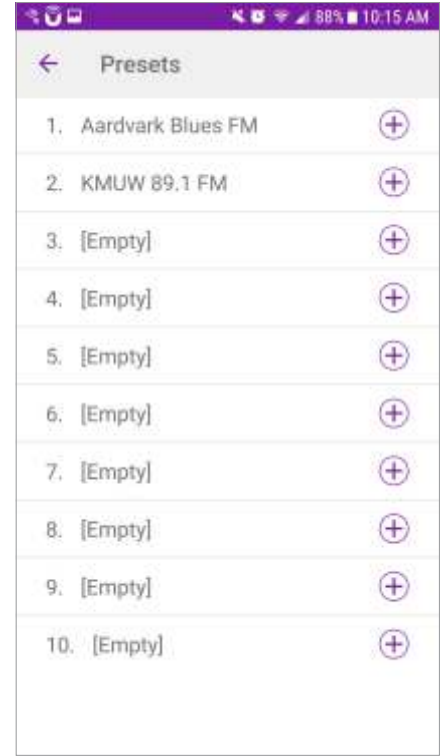 88% 10:15 AM
Presets
1. Aardvark Blues FM
2. KMUW 89.1 FM
3. [Empty]
4. [Empty]
5. [Empty]
6. [Empty]
7. [Empty]
8. [Empty]
9. [Empty]
10. [Empty]